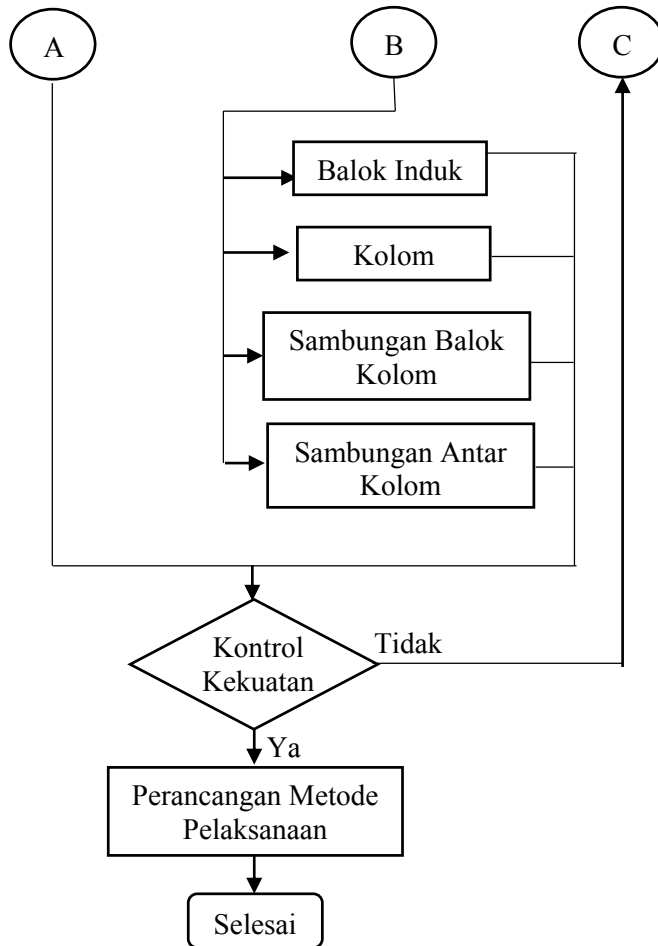 A
B
C
Balok Induk
Kolom
Sambungan Balok
Kolom
Sambungan Antar
Kolom
Kontrol
Kekuatan
Tidak
Ya
Perancangan Metode
Pelaksanaan
Selesai